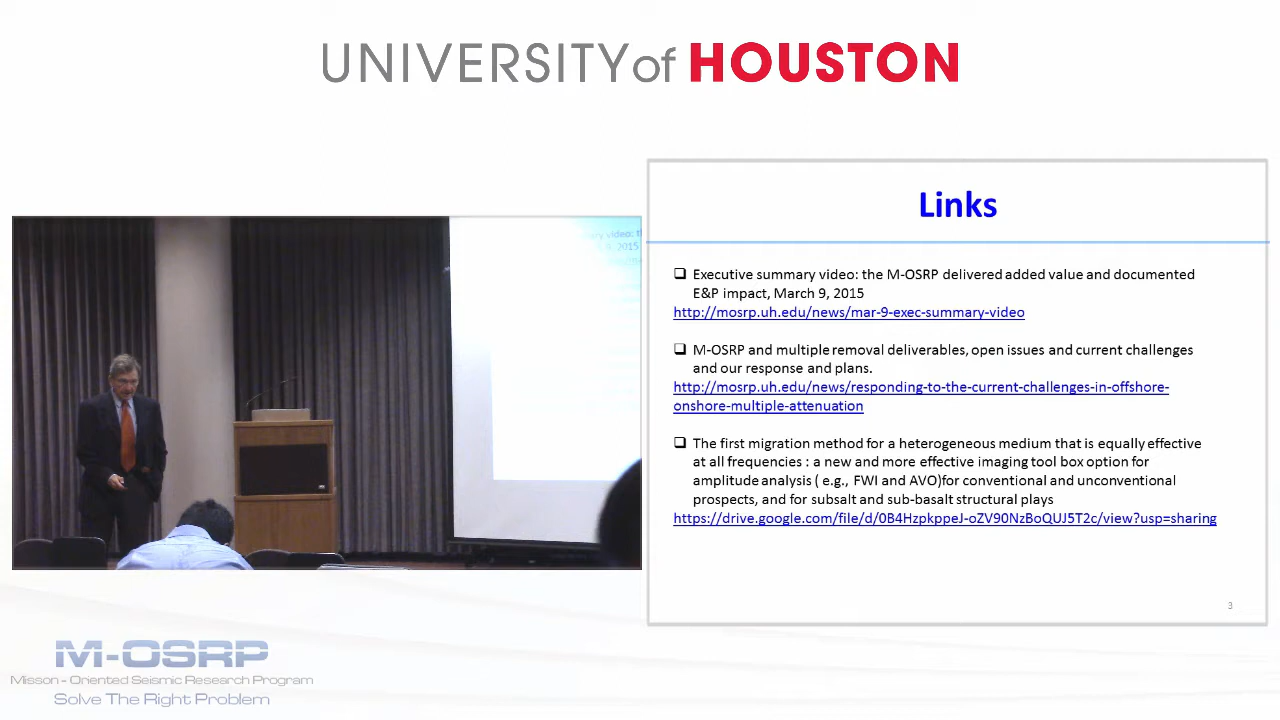 UNIVERSITYof HOUSTON
Links
❑ Executive summary video: the M-OSRP delivered added value and documented
E&P impact, March 9, 2015
http://mosrp.uh.edu/news/mar-9-exec-summary-video
❑ M-OSRP and multiple removal deliverables, open issues and current challenges
and our response and plans.
http://mosrp.uh.edu/news/responding-to-the-current-challenges-in-offshore-
onshore-multiple-attenuation
❑ The first migration method for a heterogeneous medium that is equally effective
at all frequencies : a new and more effective imaging tool box option for
amplitude analysis ( e.g., FWI and AVO)for conventional and unconventional
prospects, and for subsalt and sub-basalt structural plays
https://drive.google.com/file/d/0B4HzpkppeJ-oZV90NzBoQUJ5T2c/view?usp=sharing
3
M-OSRP
Misson - Oriented Seismic Research Program
Solve The Right Problem